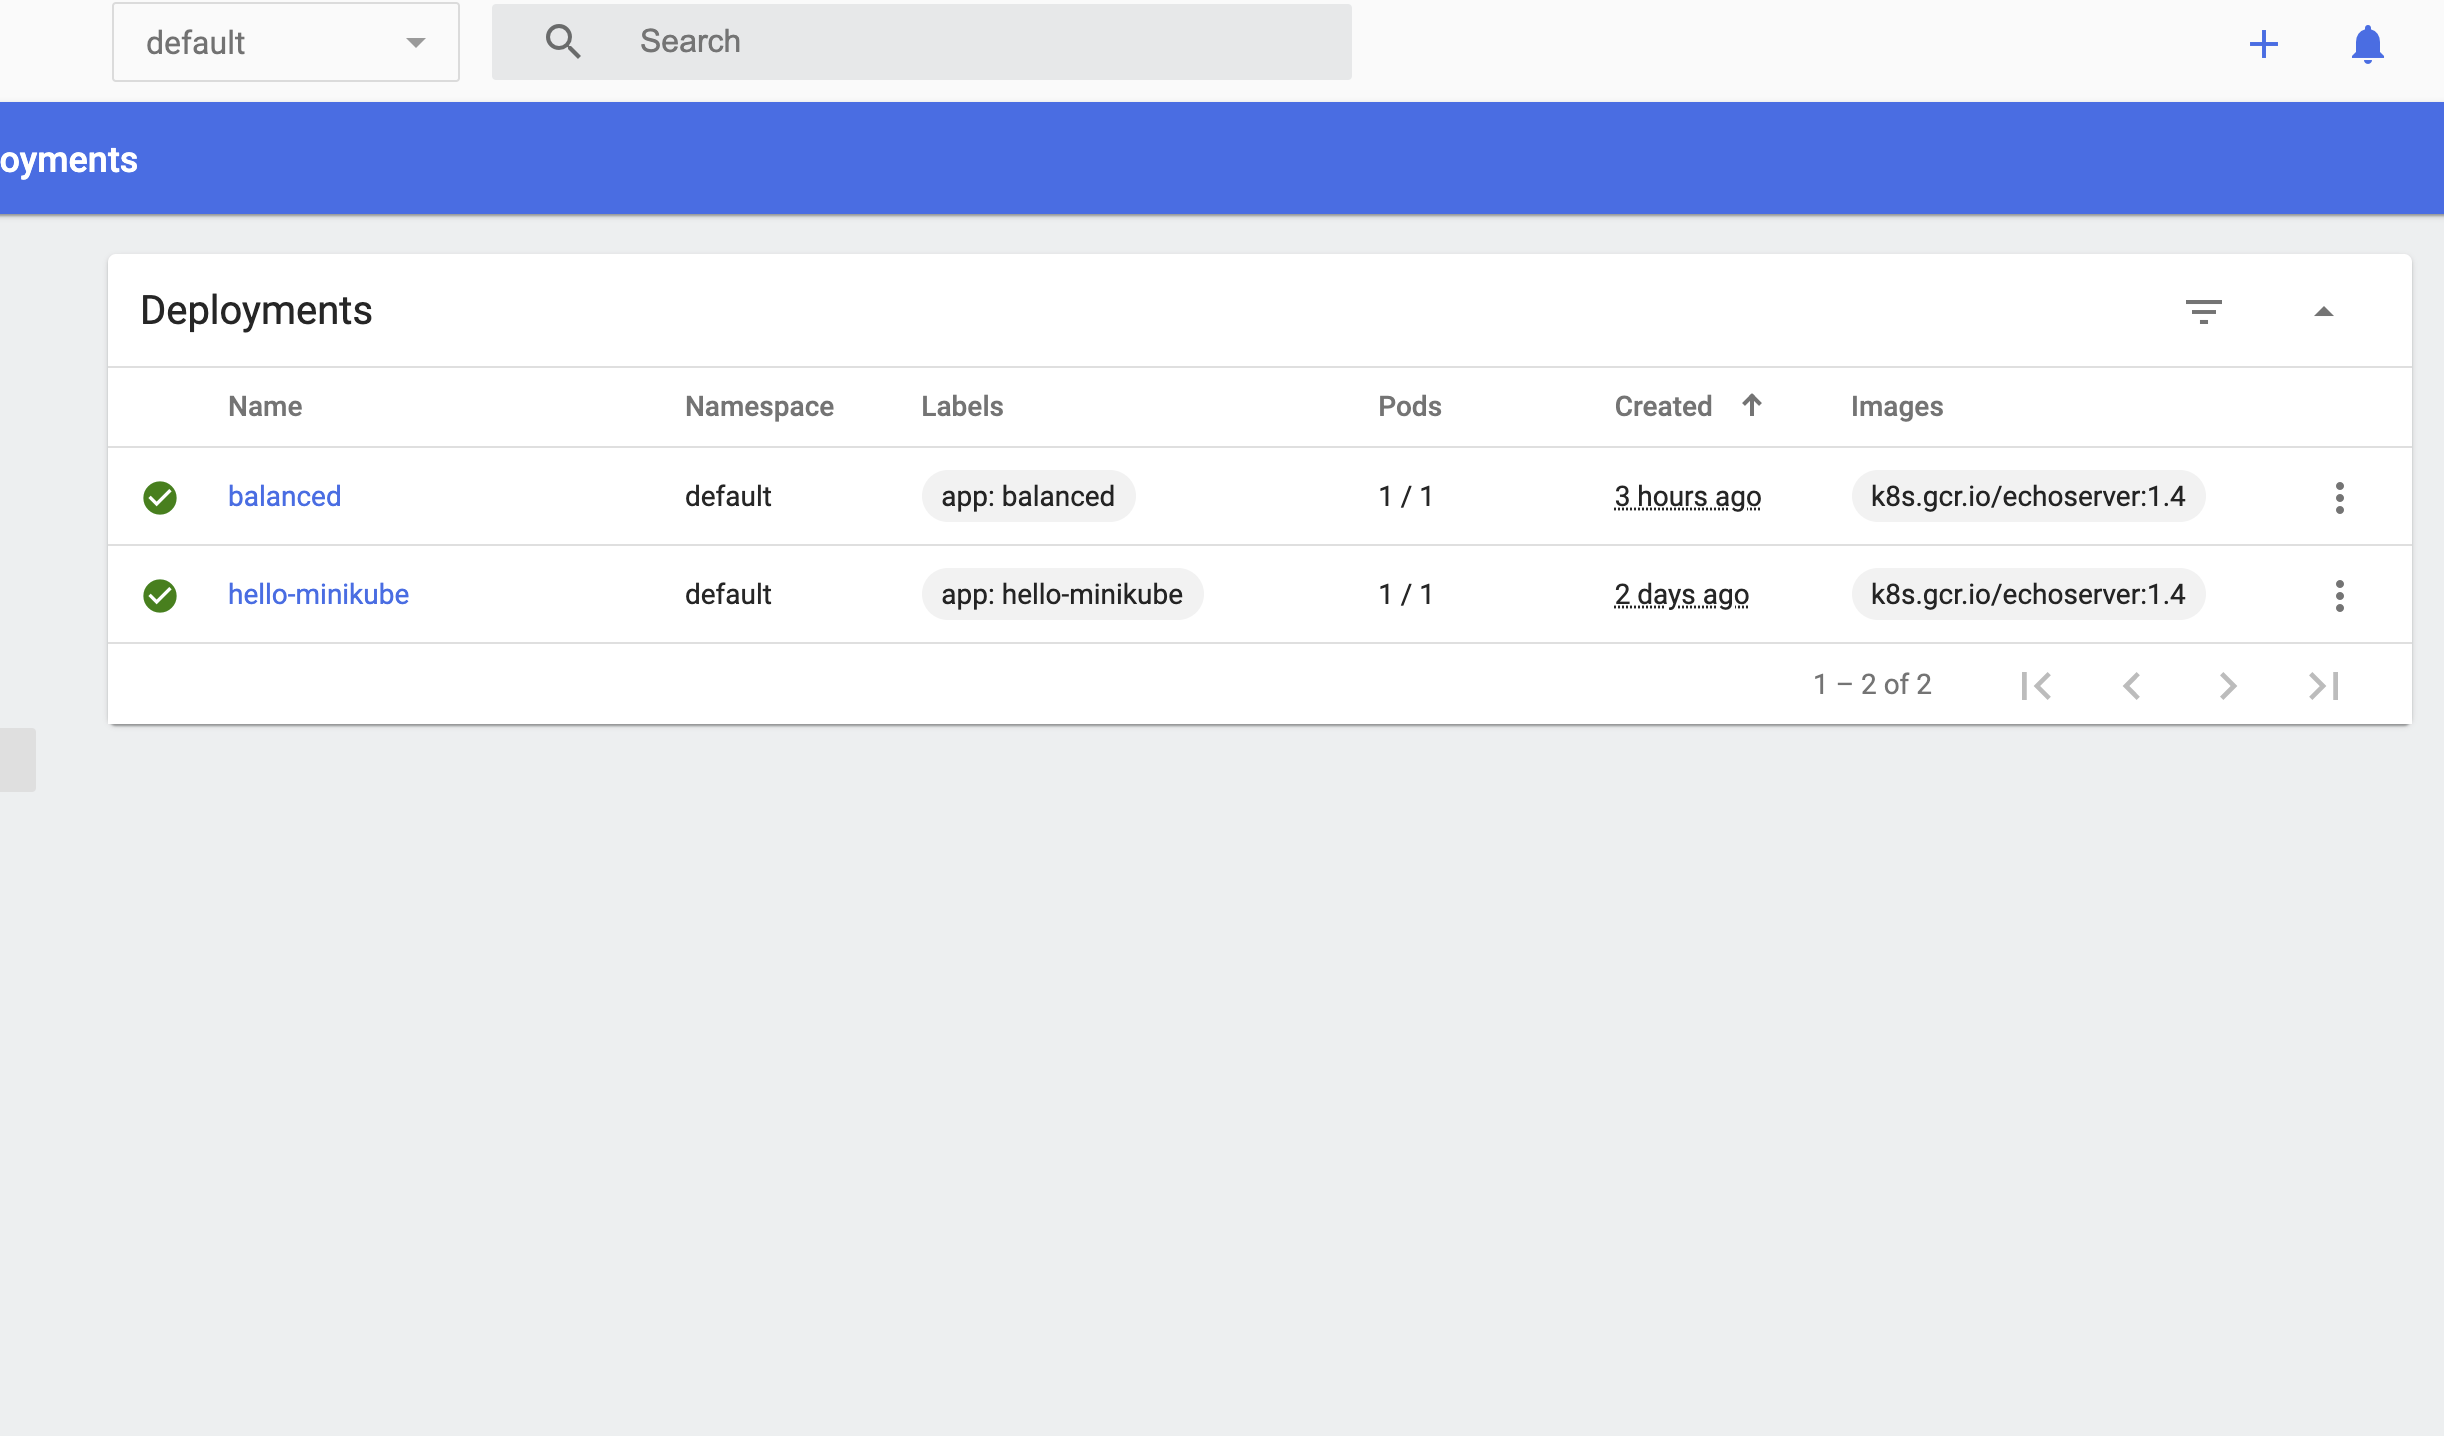 default
Search
oyments
Deployments
Name Namespace Labels Pods Created Images
balanced default app: balanced 1 / 1 3 hours ago k8s.gcr.io/echoserver:1.4
hello-minikube default app: hello-minikube 1 / 1 2 days ago k8s.gcr.io/echoserver:1.4
1 – 2 of 2